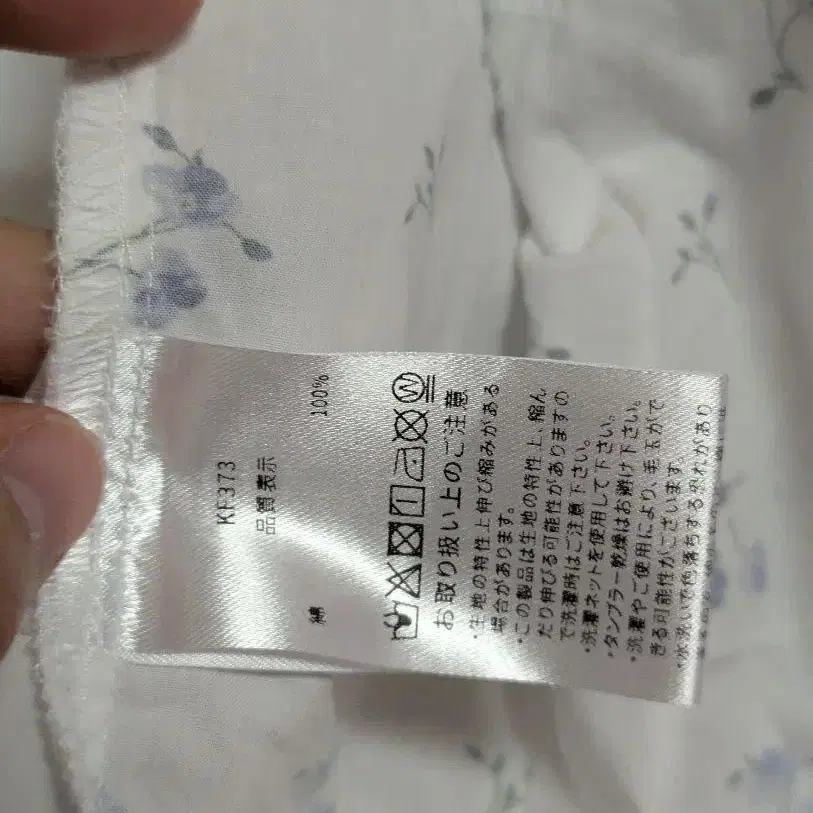 KF373
品質表示
綿 100%
お取り扱い上のご注意
・生地の特性上伸び縮みがある
場合があります。
・この製品は生地の特性上、縮ん
だり伸びる可能性がありますの
で洗濯時はご注意下さい。
・洗濯ネットを使用して下さい。
・タンブラー乾燥はお避け下さい。
・洗濯やご使用により、毛玉がで
きる可能性がございます。
・水洗いで色落ちする恐れがあり